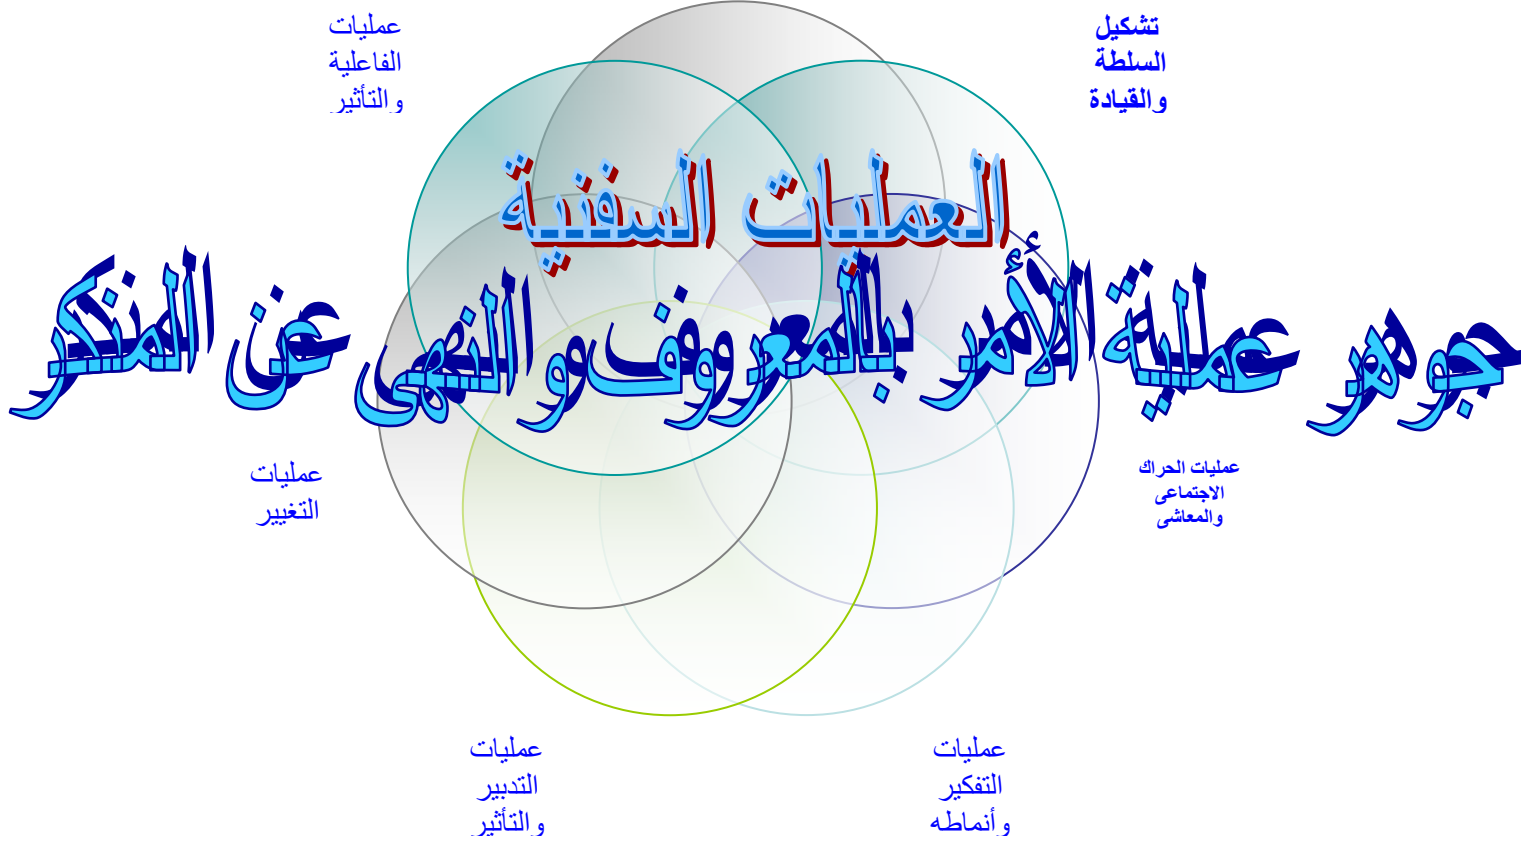 تشكيل
السلطة
والقيادة
عمليات
الفاعلية
والتأثير
العمليات السفنية
جوهر عملية الأمر بالمعروف و النهى عن المنكر
عمليات الحراك
الاجتماعى
والمعاشى
عمليات
التغيير
عمليات
التفكير
وأنماطه
عمليات
التدبير
والتأثير